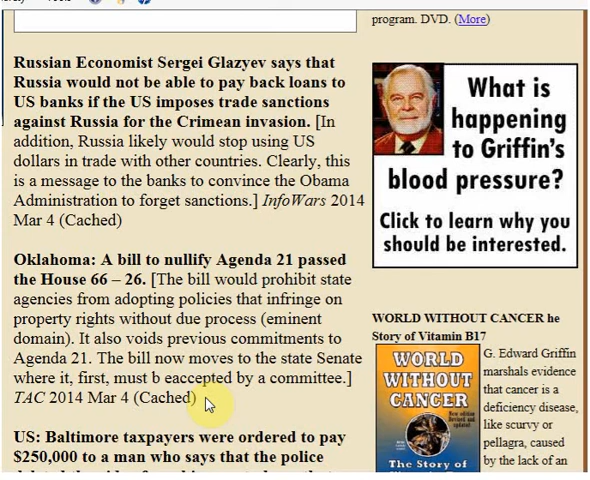 program. DVD. (More)
Russian Economist Sergei Glazyev says that
Russia would not be able to pay back loans to
US banks if the US imposes trade sanctions
against Russia for the Crimean invasion. [In
addition, Russia likely would stop using US
dollars in trade with other countries. Clearly, this
is a message to the banks to convince the Obama
Administration to forget sanctions.] InfoWars 2014
Mar 4 (Cached)
Oklahoma: A bill to nullify Agenda 21 passed
the House 66 – 26. [The bill would prohibit state
agencies from adopting policies that infringe on
property rights without due process (eminent
domain). It also voids previous commitments to
Agenda 21. The bill now moves to the state Senate
where it, first, must b eaccepted by a committee.]
TAC 2014 Mar 4 (Cached)
US: Baltimore taxpayers were ordered to pay
$250,000 to a man who says that the police
What is
happening
to Griffin's
blood pressure?
Click to learn why you
should be interested.
WORLD WITHOUT CANCER he
Story of Vitamin B17
WORLD
WITHOUT
CANCER
The Story of
G. Edward Griffin
marshals evidence
that cancer is a
deficiency disease,
like scurvy or
pellagra, caused
by the lack of an